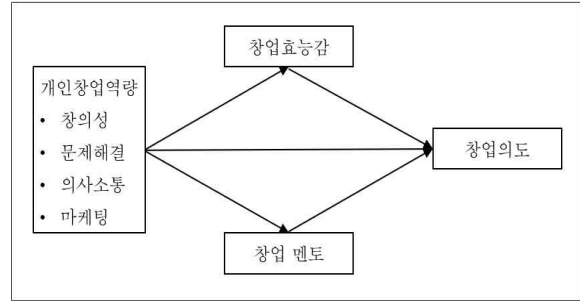 창업효능감
개인창업역량
• 창의성
• 문제해결
• 의사소통
• 마케팅
창업의도
창업 멘토